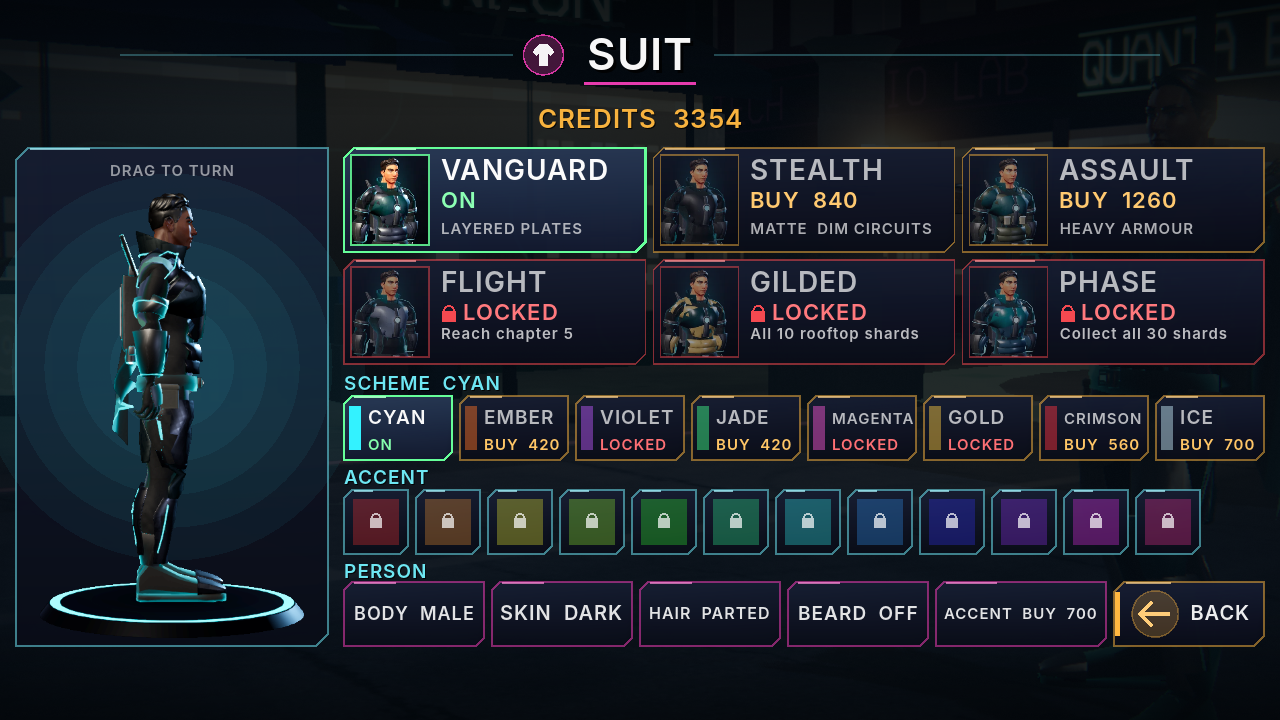 SUIT
CREDITS 3354
DRAG TO TURN
VANGUARD
ON
LAYERED PLATES
STEALTH
BUY 840
MATTE DIM CIRCUITS
ASSAULT
BUY 1260
HEAVY ARMOUR
FLIGHT
LOCKED
Reach chapter 5
GILDED
LOCKED
All 10 rooftop shards
PHASE
LOCKED
Collect all 30 shards
SCHEME CYAN
CYAN
ON
EMBER
BUY 420
VIOLET
LOCKED
JADE
BUY 420
MAGENTA
LOCKED
GOLD
LOCKED
CRIMSON
BUY 560
ICE
BUY 700
ACCENT
PERSON
BODY MALE
SKIN DARK
HAIR PARTED
BEARD OFF
ACCENT BUY 700
BACK